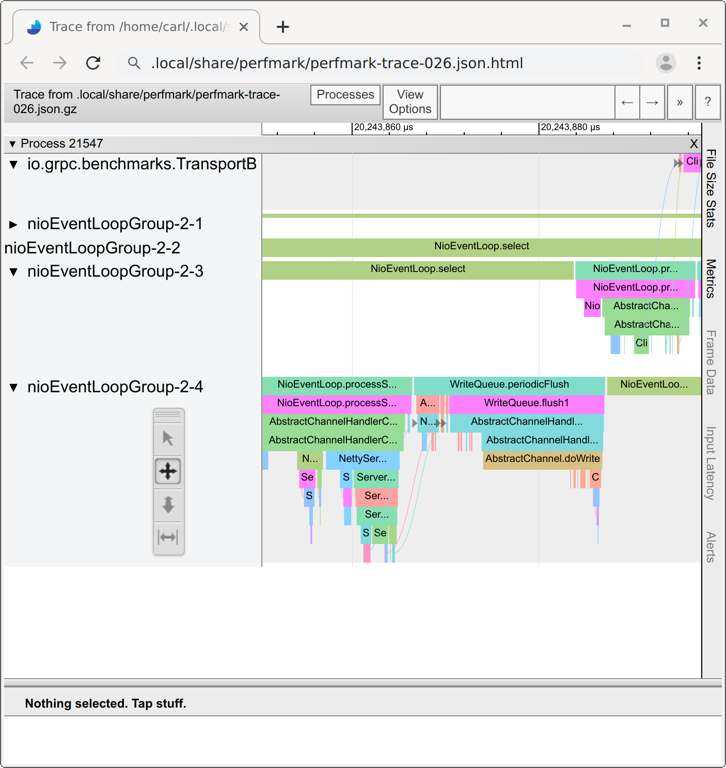 Trace from /home/carl/.local/s
.local/share/perfmark/perfmark-trace-026.json.html
Trace from .local/share/perfmark/perfmark-trace-
026.json.gz
Processes
View
Options
←
→
»
?
20,243,860 µs
20,243,880 µs
Process 21547
X
io.grpc.benchmarks.TransportB
Cli
nioEventLoopGroup-2-1
nioEventLoopGroup-2-2
NioEventLoop.select
nioEventLoopGroup-2-3
NioEventLoop.select
NioEventLoop.pr...
NioEventLoop.pr...
Nio
AbstractCha...
AbstractCha...
Cli
nioEventLoopGroup-2-4
NioEventLoop.processS...
WriteQueue.periodicFlush
NioEventLoo...
NioEventLoop.processS...
A...
WriteQueue.flush1
AbstractChannelHandlerC...
N...
AbstractChannelHandl...
AbstractChannelHandlerC...
AbstractChannelHandl...
N...
NettySer...
AbstractChannel.doWrite
Se
S
Server...
C
S
Ser...
Ser...
S
Se
File Size Stats
Metrics
Frame Data
Input Latency
Alerts
Nothing selected. Tap stuff.